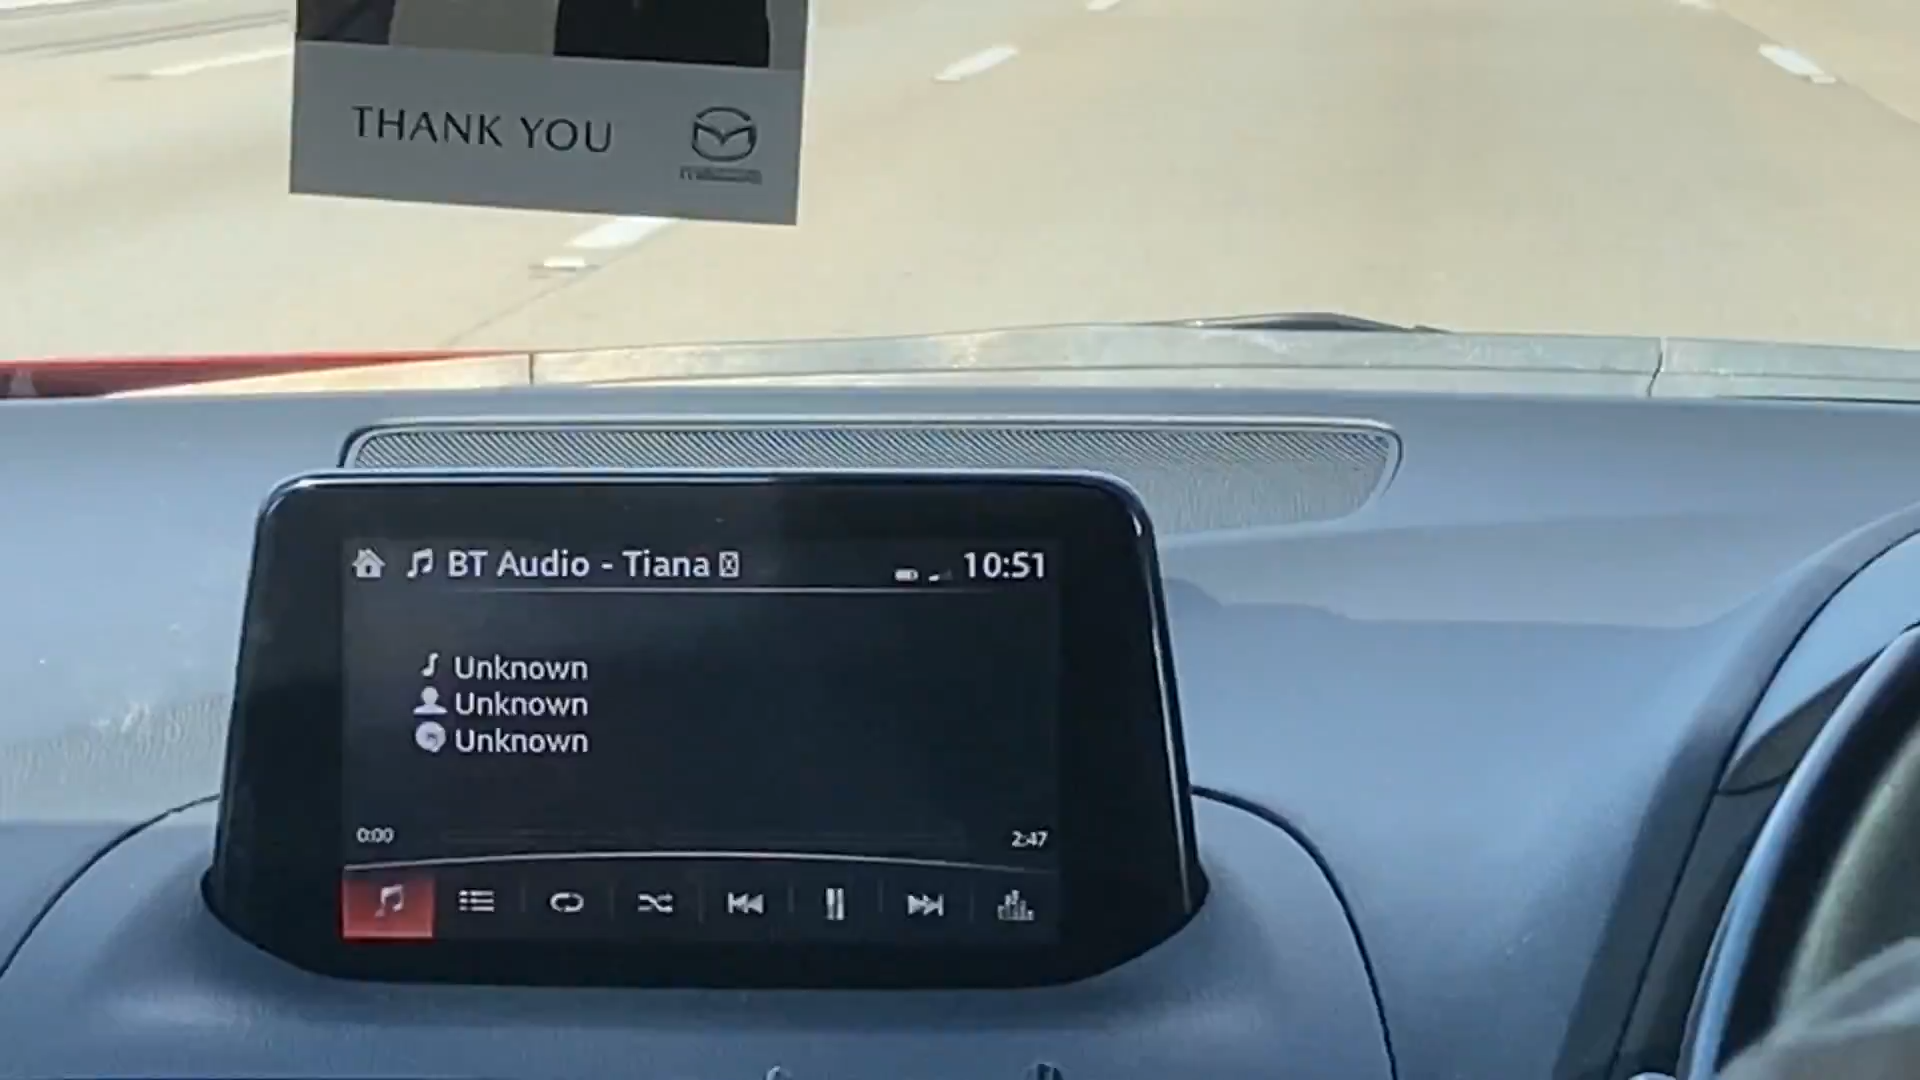 THANK YOU
BT Audio - Tiana
10:51
Unknown
Unknown
Unknown
0:00
2:47